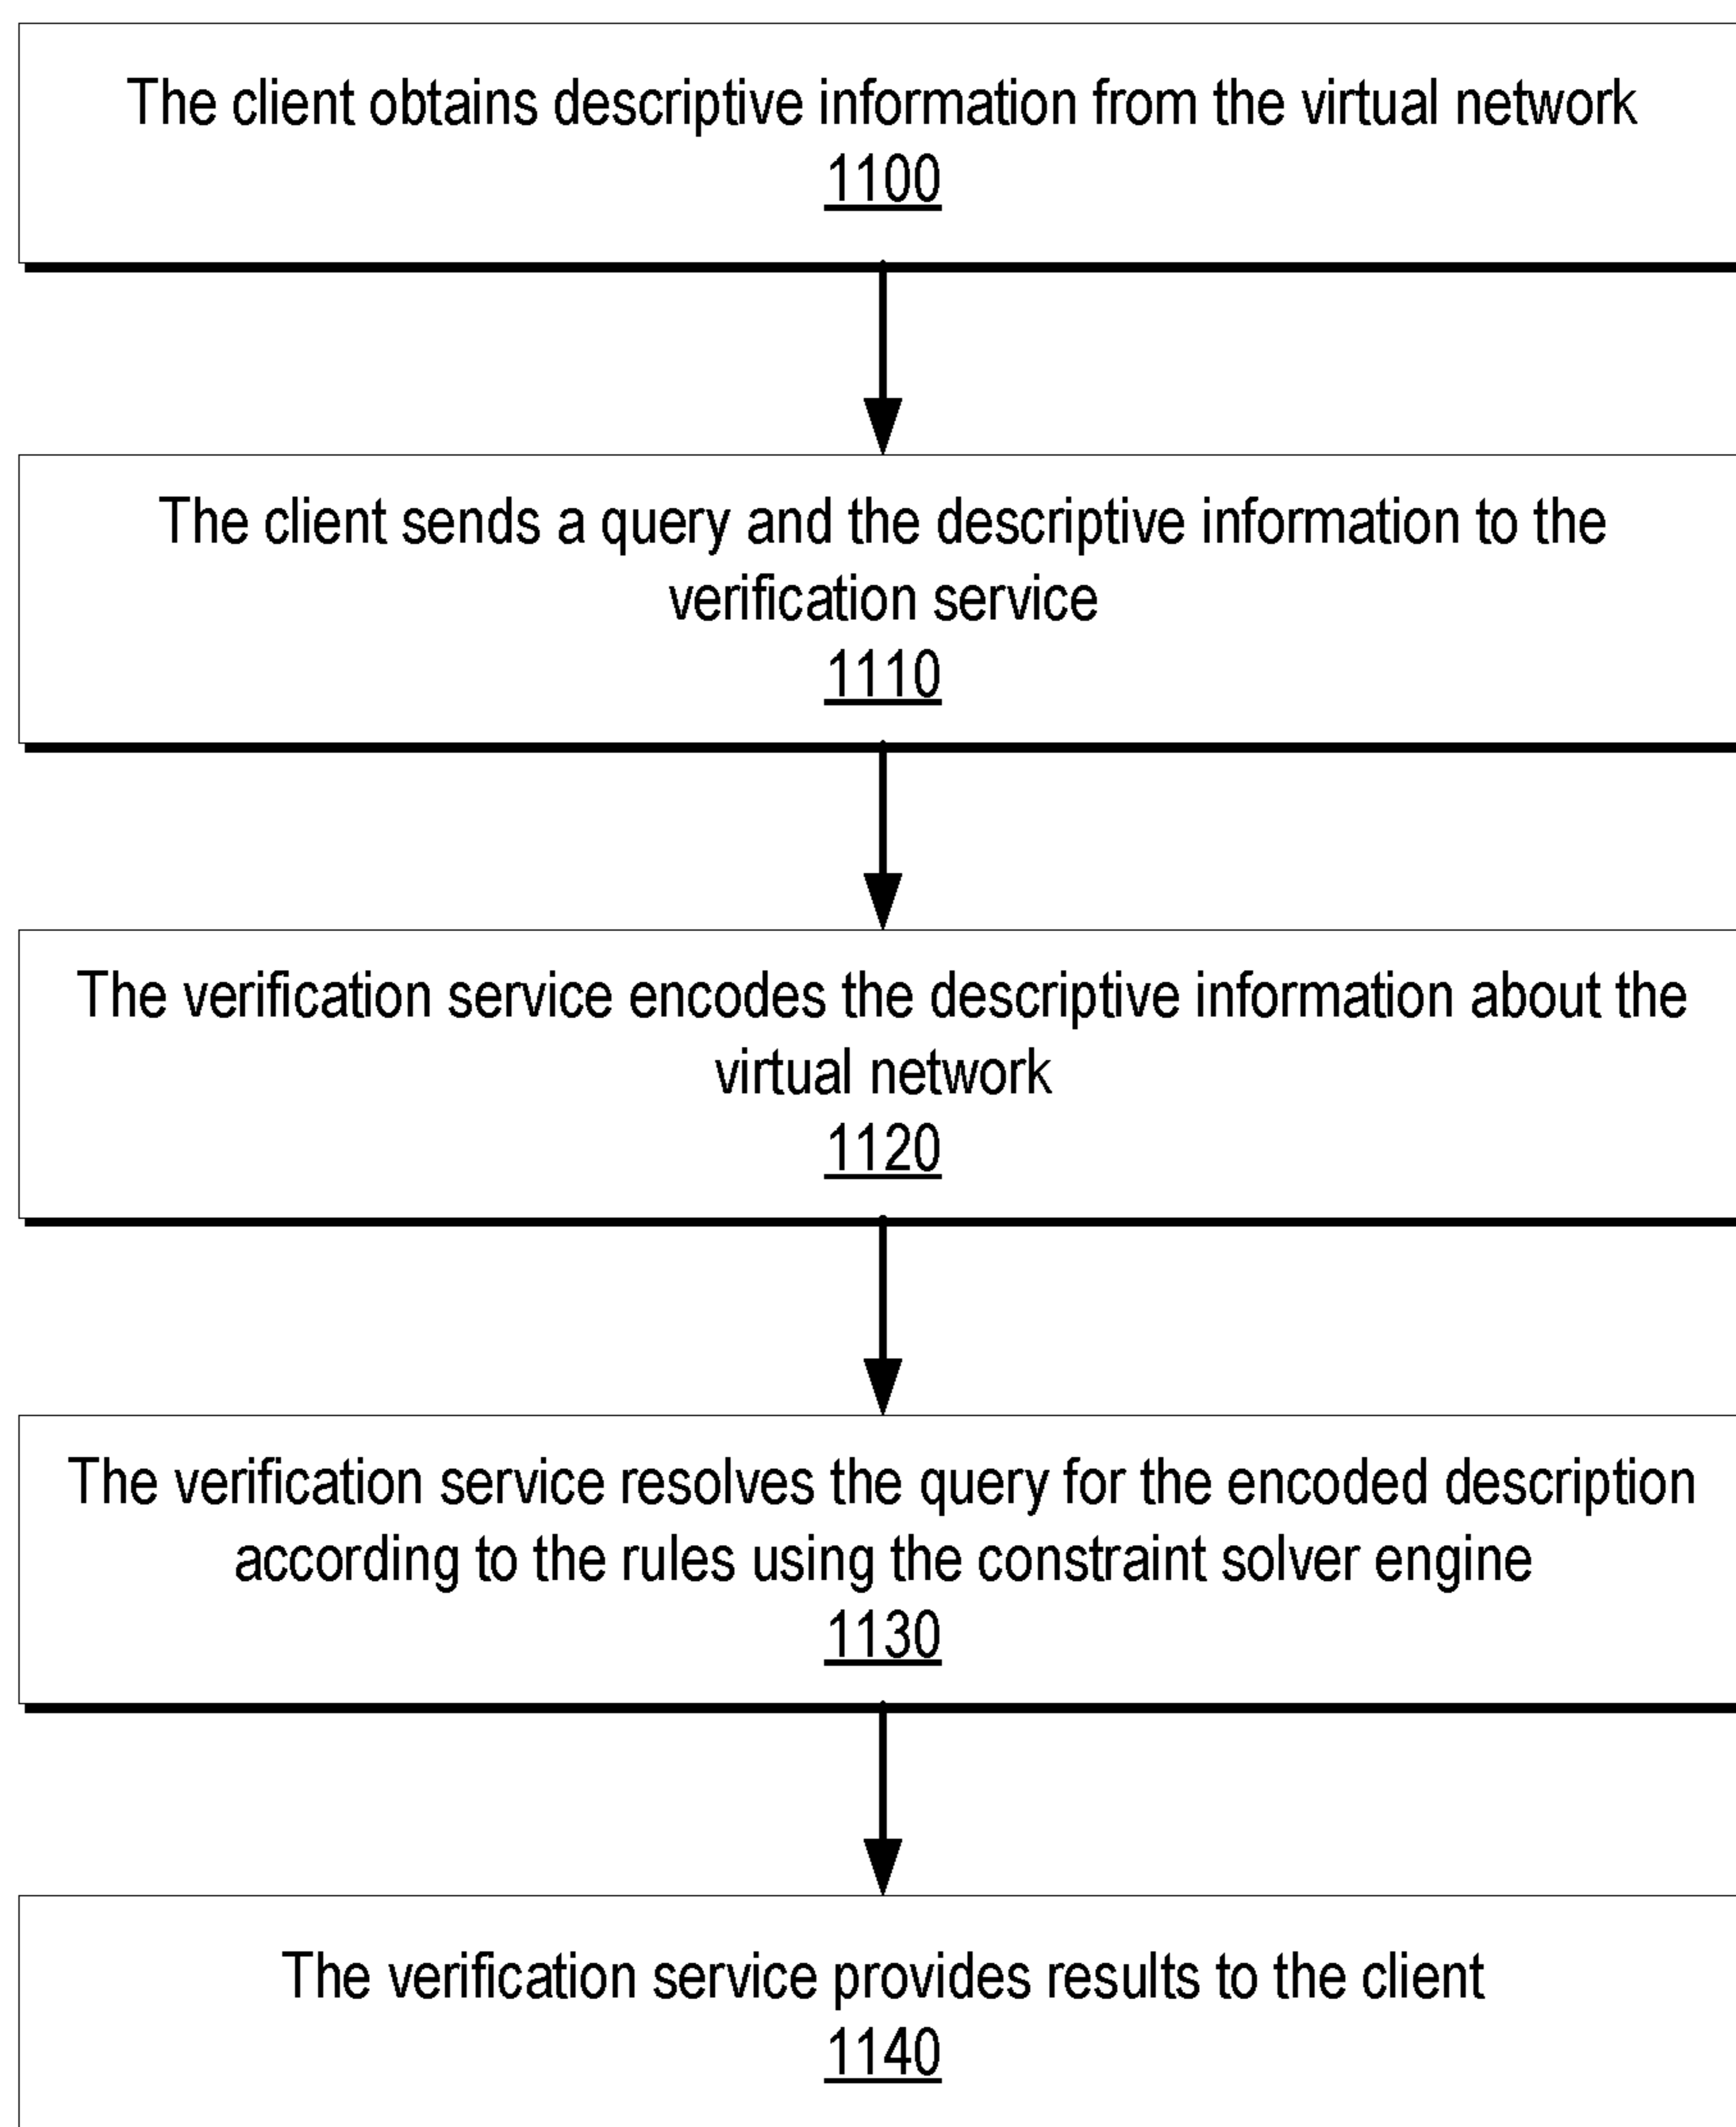 The client obtains descriptive information from the virtual network
1100
The client sends a query and the descriptive information to the
verification service
1110
The verification service encodes the descriptive information about the
virtual network
1120
The verification service resolves the query for the encoded description
according to the rules using the constraint solver engine
1130
The verification service provides results to the client
1140